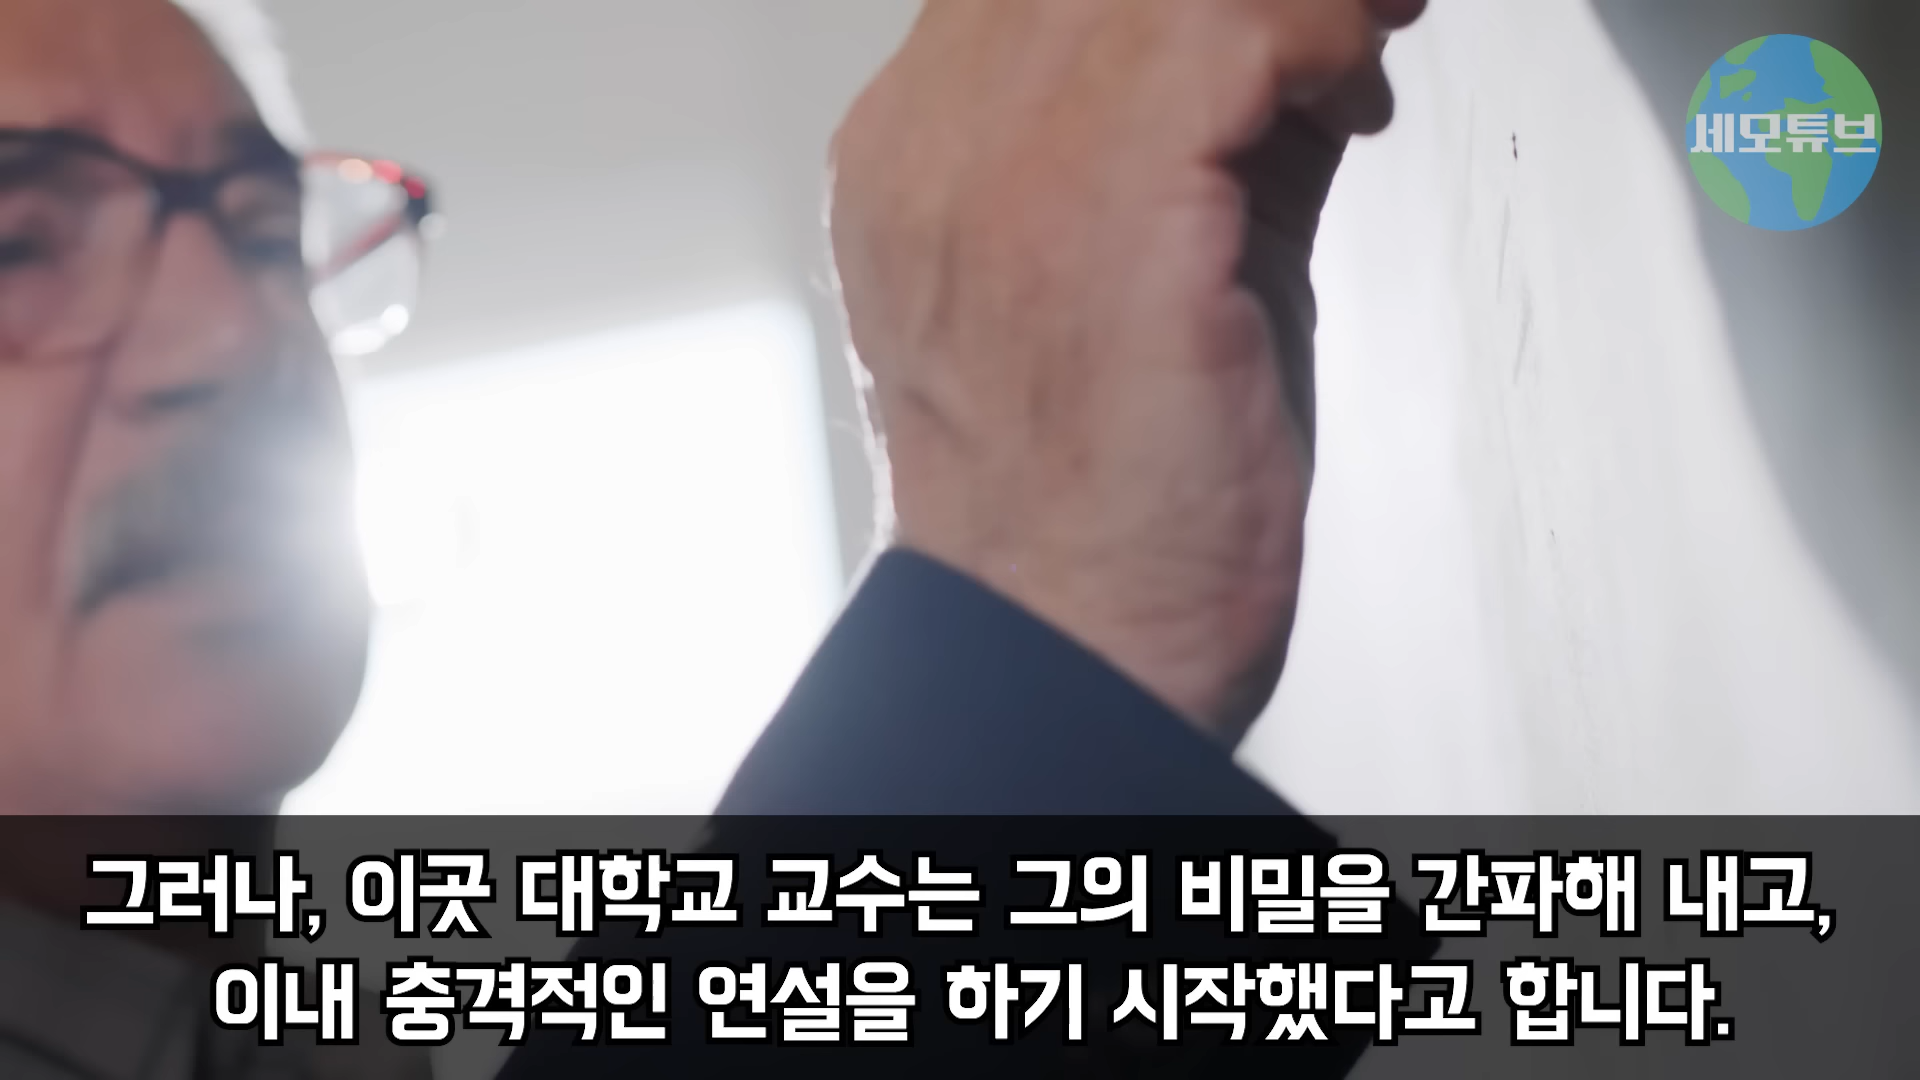 세모튜브
그러나, 이곳 대학교 교수는 그의 비밀을 간파해 내고,
이내 충격적인 연설을 하기 시작했다고 합니다.